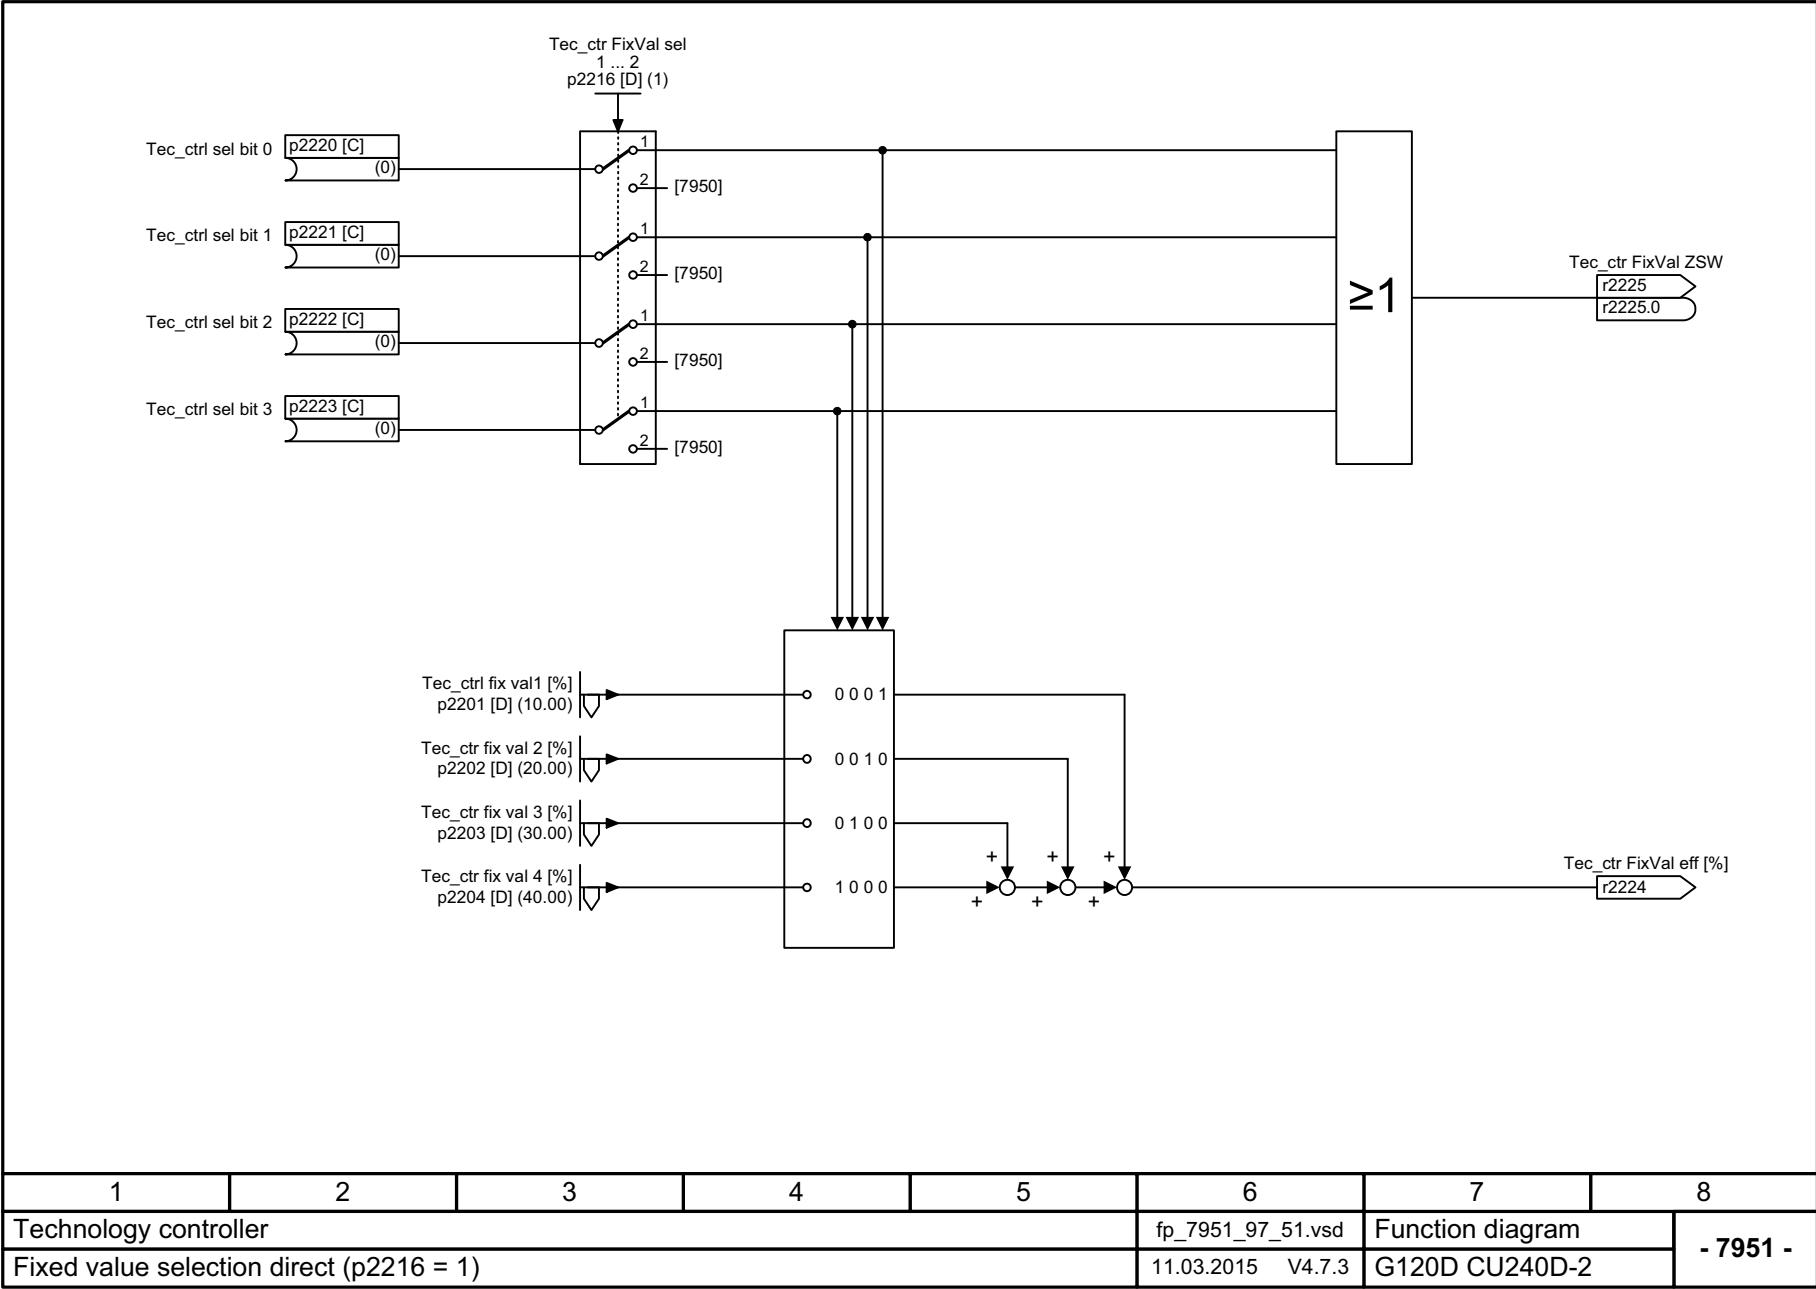 Tec_ctr FixVal sel
1 ... 2
p2216 [D] (1)
Tec_ctrl sel bit 0
p2220 [C]
(0)
1
2
[7950]
Tec_ctrl sel bit 1
p2221 [C]
(0)
1
2
[7950]
Tec_ctrl sel bit 2
p2222 [C]
(0)
1
2
[7950]
Tec_ctrl sel bit 3
p2223 [C]
(0)
1
2
[7950]
≥1
Tec_ctr FixVal ZSW
r2225
r2225.0
Tec_ctrl fix val1 [%]
p2201 [D] (10.00)
0 0 0 1
Tec_ctr fix val 2 [%]
p2202 [D] (20.00)
0 0 1 0
Tec_ctr fix val 3 [%]
p2203 [D] (30.00)
0 1 0 0
Tec_ctr fix val 4 [%]
p2204 [D] (40.00)
1 0 0 0
+ + +
+ + +
Tec_ctr FixVal eff [%]
r2224
1 2 3 4 5 6 7 8
Technology controller
fp_7951_97_51.vsd
Function diagram
- 7951 -
Fixed value selection direct (p2216 = 1)
11.03.2015 V4.7.3
G120D CU240D-2